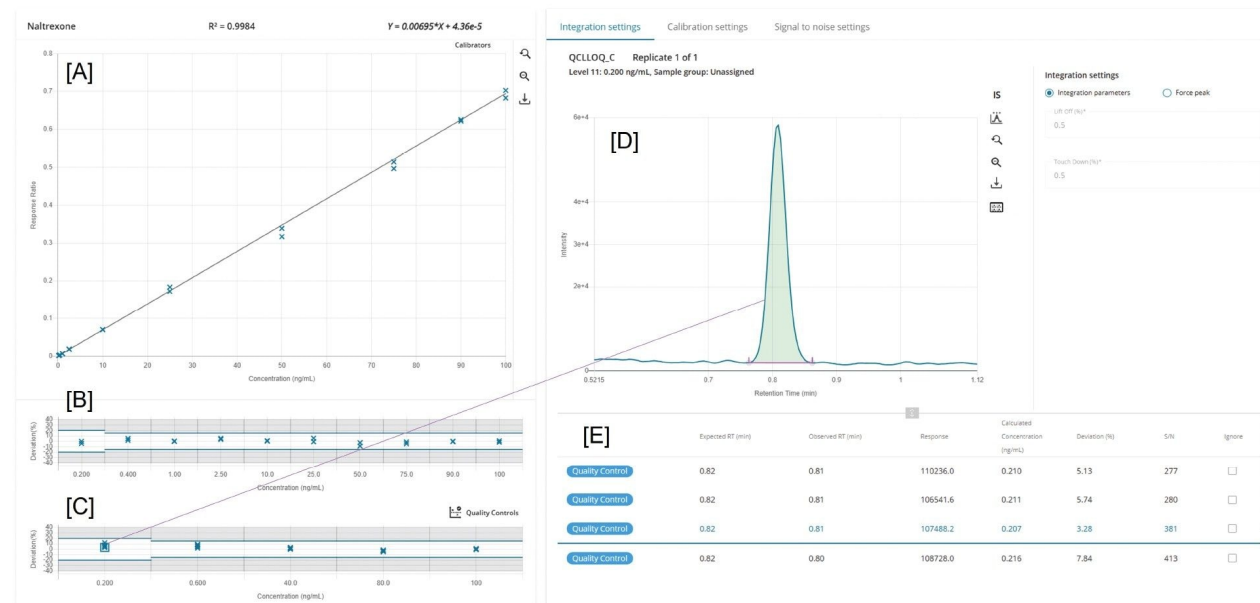 Naltrexone R² = 0.9984 Y = 0.00695*X + 4.36e-5
Calibrators
[A]
0.8
0.7
0.6
0.5
0.4
0.3
0.2
0.1
0
Response Ratio
0 10 20 30 40 50 60 70 80 90 100
Concentration (ng/mL)
[B]
Deviation(%)
0.200 0.400 1.00 2.50 10.0 25.0 50.0 75.0 90.0 100
Concentration (ng/mL)
[C]
Quality Controls
Deviation(%)
0.200 0.600 40.0 80.0 100
Concentration (ng/mL)
Integration settings Calibration settings Signal to noise settings
QCLLOQ_C Replicate 1 of 1
Level 11: 0.200 ng/mL, Sample group: Unassigned
[D]
6e+4
4e+4
3e+4
2e+4
0
Intensity
0.5215 0.7 0.8 0.9 1 1.12
Retention Time (min)
IS
Integration settings
Integration parameters Force peak
Lift Off (%)*
0.5
Touch Down (%)*
0.5
[E]
Expected RT (min) Observed RT (min) Response Calculated Concentration (ng/mL) Deviation (%) S/N Ignore
Quality Control 0.82 0.81 110236.0 0.210 5.13 277
Quality Control 0.82 0.81 106541.6 0.211 5.74 280
Quality Control 0.82 0.81 107488.2 0.207 3.28 381
Quality Control 0.82 0.80 108728.0 0.216 7.84 413